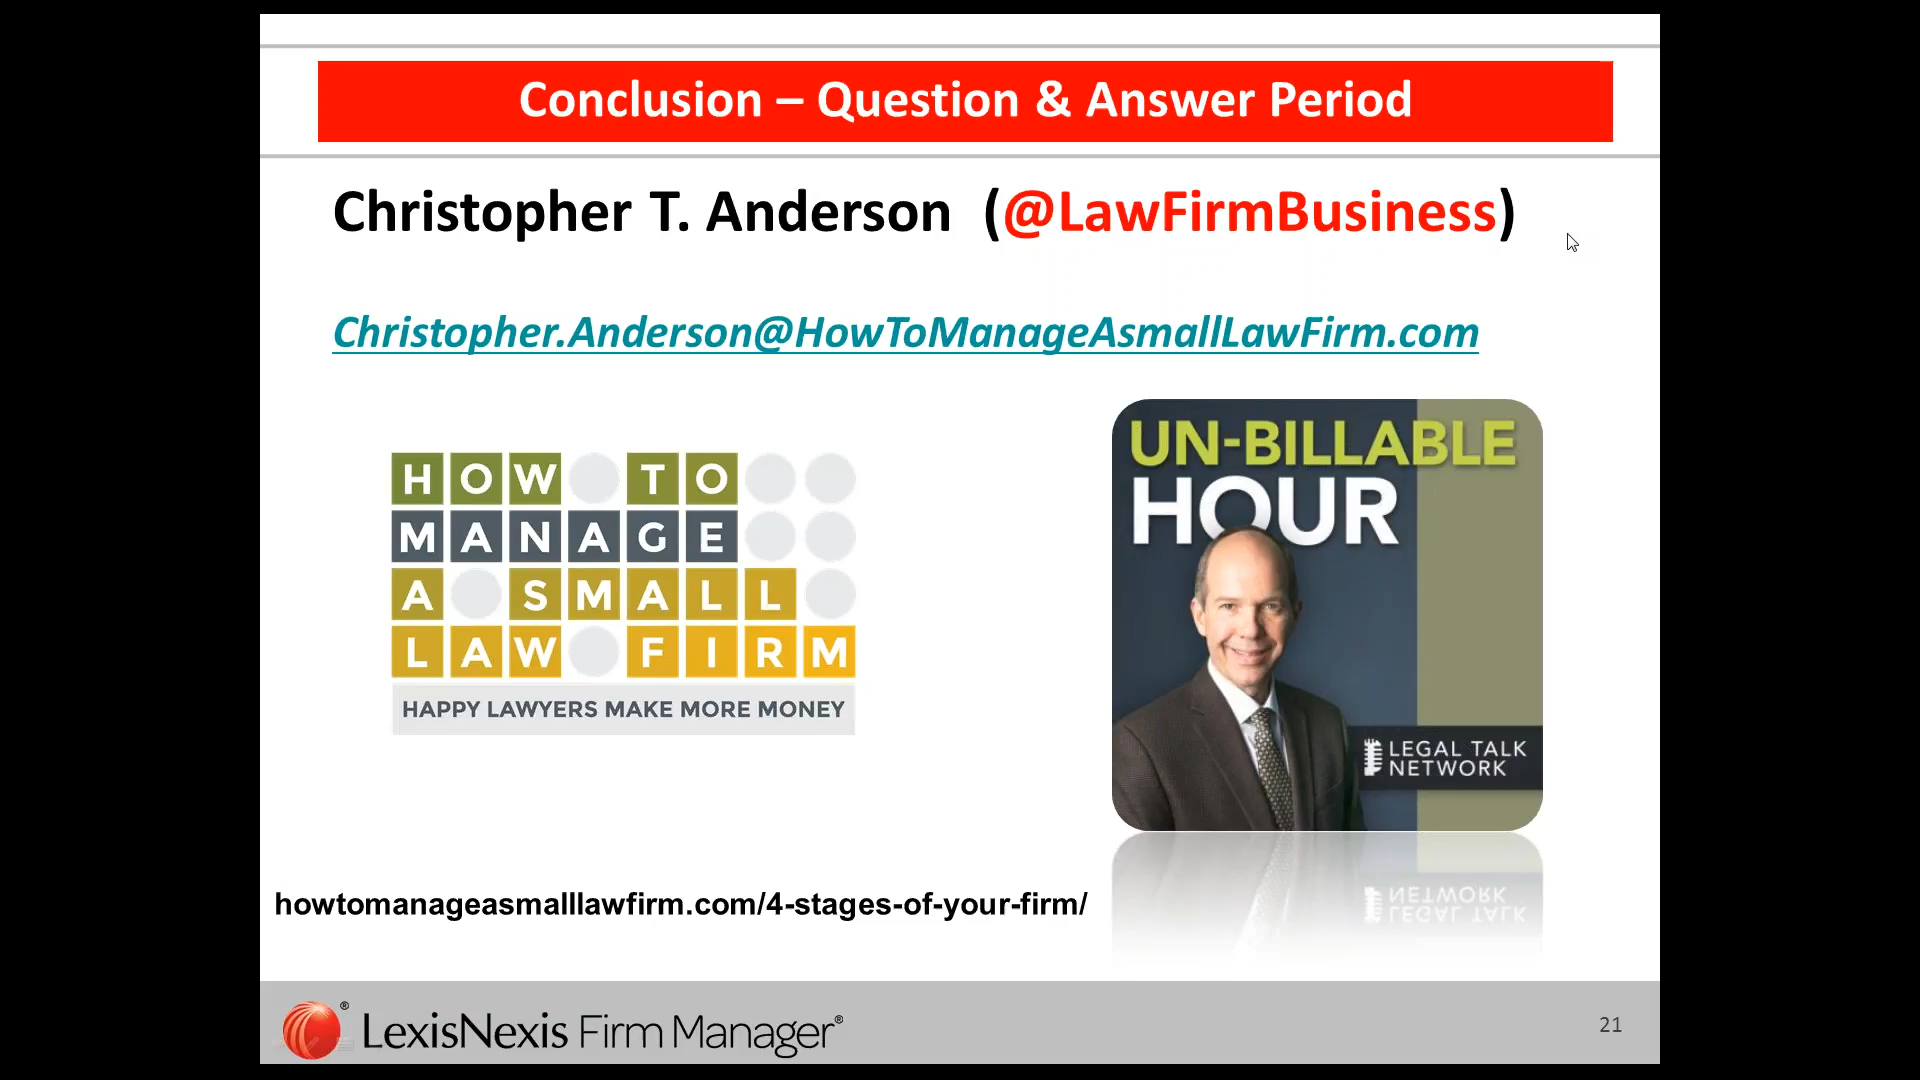 Conclusion – Question & Answer Period
Christopher T. Anderson (@LawFirmBusiness)
Christopher.Anderson@HowToManageAsmallLawFirm.com
HOW TO
MANAGE
A SMALL
LAW FIRM
HAPPY LAWYERS MAKE MORE MONEY
UN-BILLABLE
HOUR
LEGAL TALK
NETWORK
howtomanageasmalllawfirm.com/4-stages-of-your-firm/
LexisNexis® Firm Manager®
21